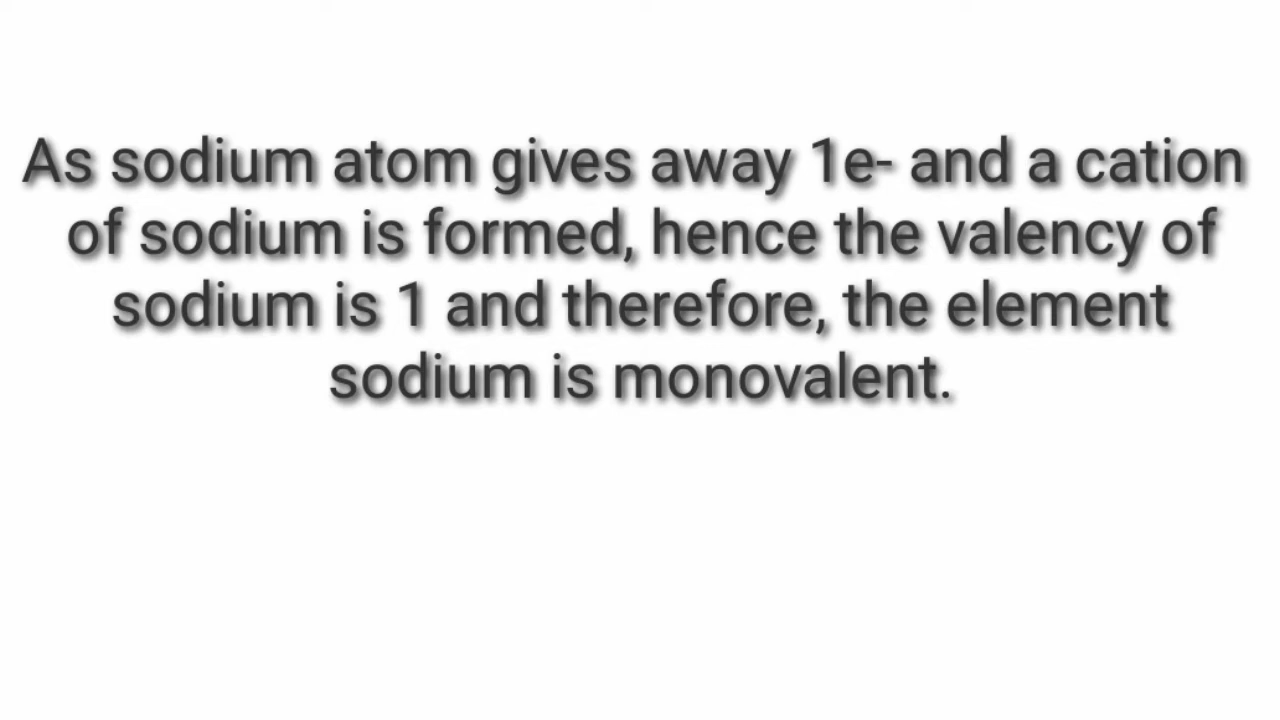 As sodium atom gives away 1e- and a cation
of sodium is formed, hence the valency of
sodium is 1 and therefore, the element
sodium is monovalent.